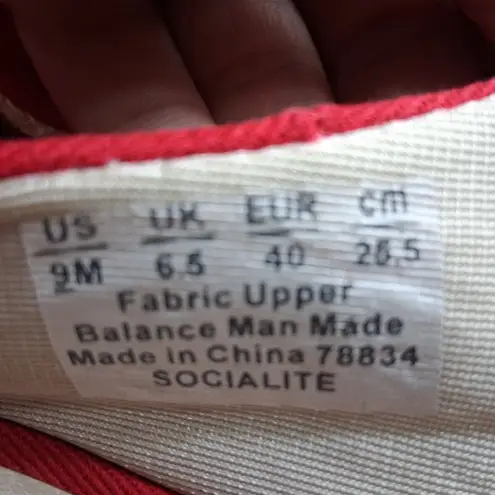 US UK EUR cm
9M 6.5 40 26.5
Fabric Upper
Balance Man Made
Made in China 78834
SOCIALITE